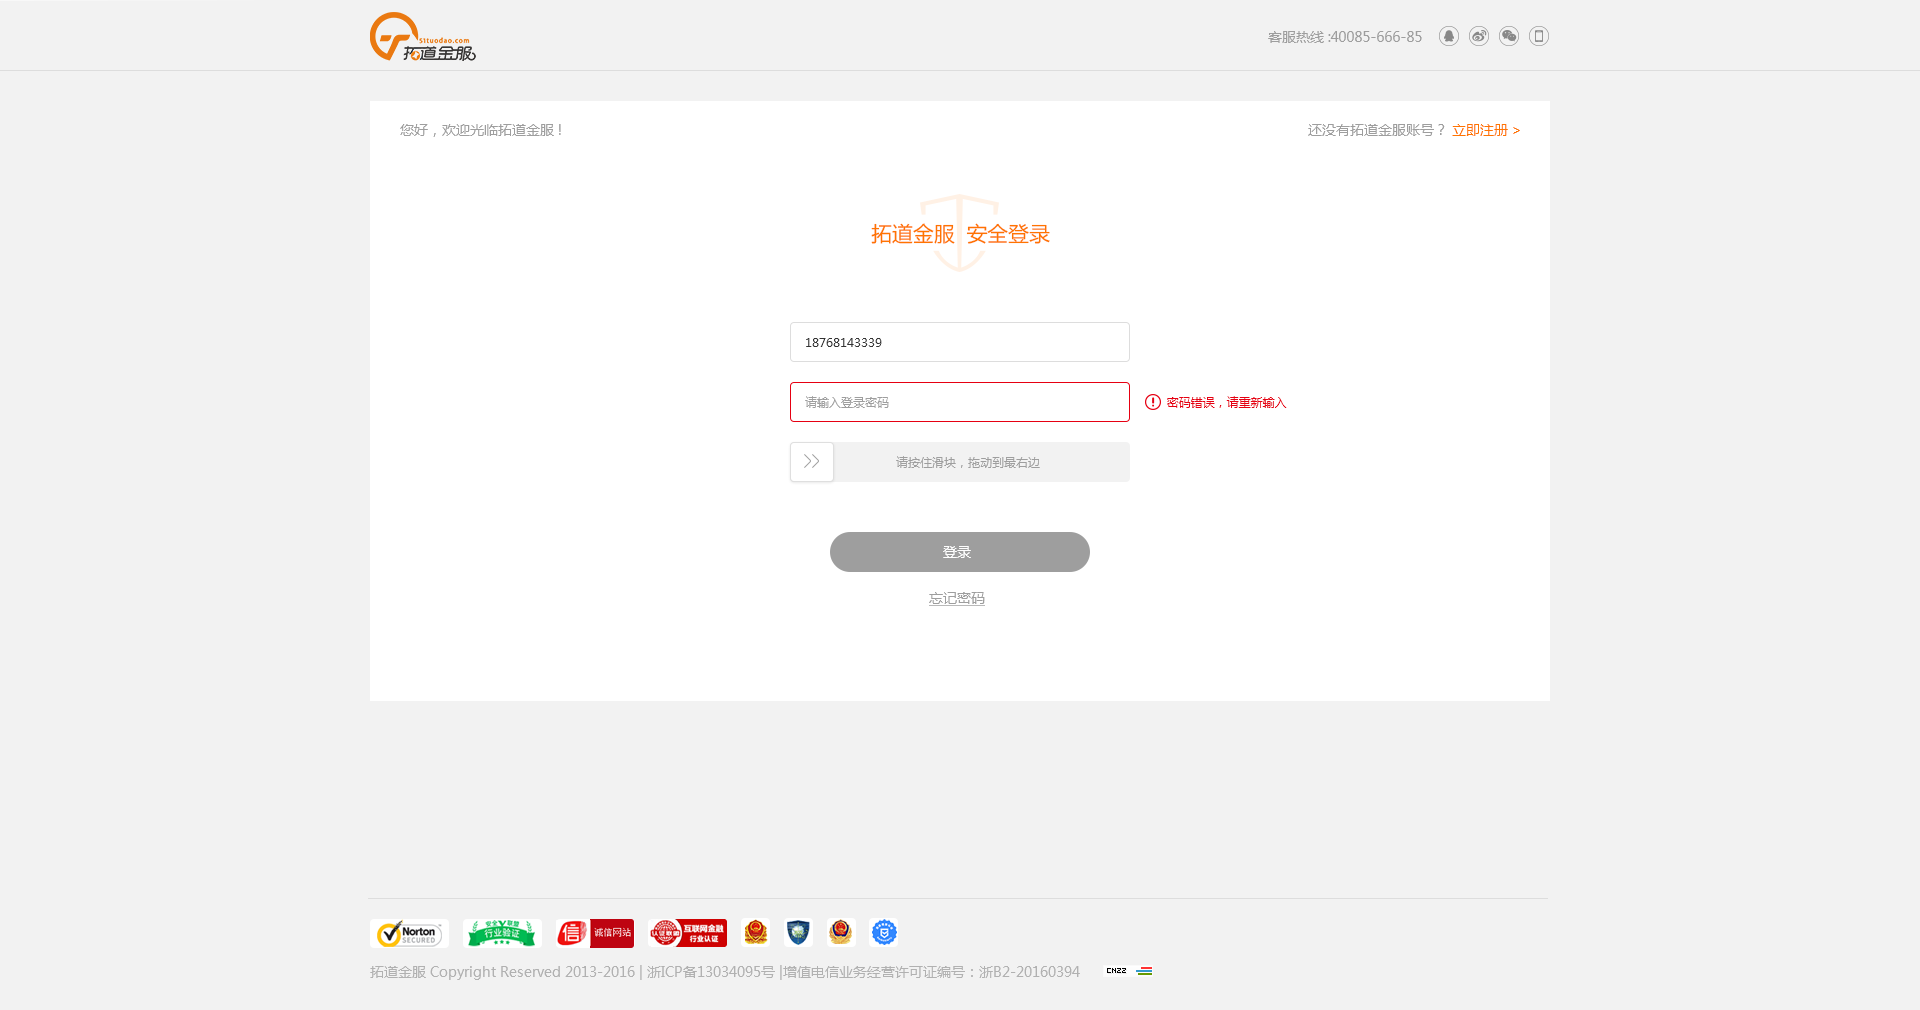 51tuodao.com
拓道金服
客服热线 :40085-666-85
您好，欢迎光临拓道金服！
还没有拓道金服账号？ 立即注册 >
拓道金服 安全登录
18768143339
请输入登录密码
密码错误，请重新输入
请按住滑块，拖动到最右边
登录
忘记密码
Norton
SECURED
安全联盟
行业验证
信 诚信网站
互联网金融
行业认证
拓道金服 Copyright Reserved 2013-2016 | 浙ICP备13034095号 |增值电信业务经营许可证编号：浙B2-20160394
CNZZ